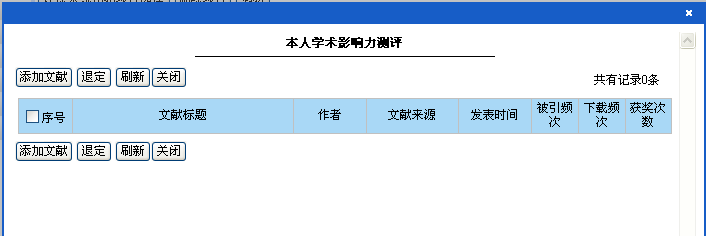 本人学术影响力测评
添加文献 退定 刷新 关闭 共有记录0条
序号 文献标题 作者 文献来源 发表时间 被引频次 下载频次 获奖次数
添加文献 退定 刷新 关闭